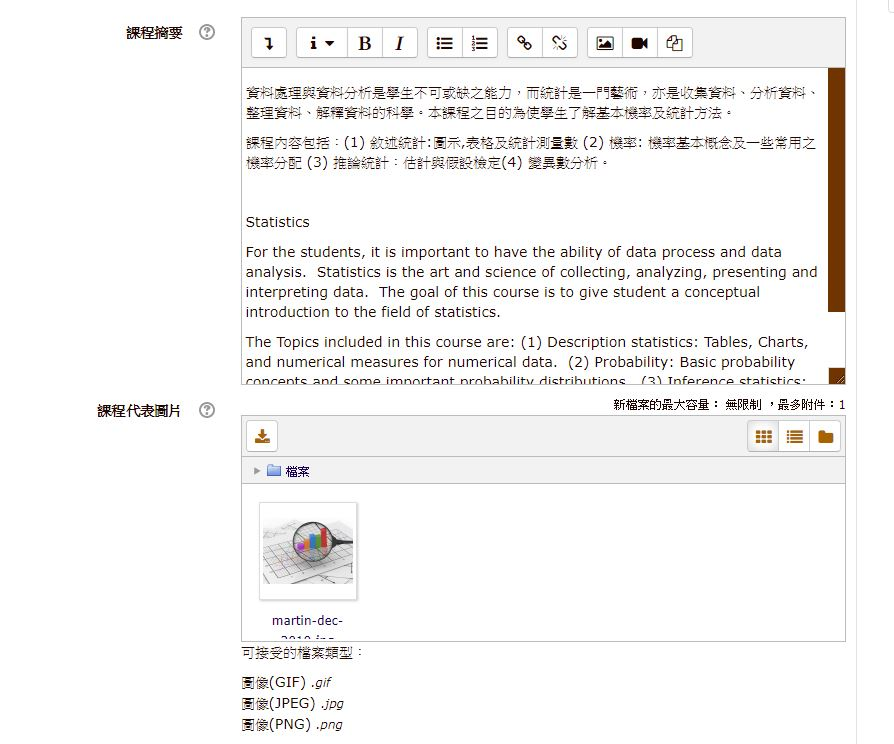 課程摘要
資料處理與資料分析是學生不可或缺之能力，而統計是一門藝術，亦是收集資料、分析資料、
整理資料、解釋資料的科學。本課程之目的為使學生了解基本機率及統計方法。
課程內容包括：(1) 敘述統計:圖示,表格及統計測量數 (2) 機率: 機率基本概念及一些常用之
機率分配 (3) 推論統計：估計與假設檢定(4) 變異數分析。
Statistics
For the students, it is important to have the ability of data process and data
analysis.  Statistics is the art and science of collecting, analyzing, presenting and
interpreting data.  The goal of this course is to give student a conceptual
introduction to the field of statistics.
The Topics included in this course are: (1) Description statistics: Tables, Charts,
and numerical measures for numerical data.  (2) Probability: Basic probability
concepts and some important probability distributions.  (3) Inference statistics:
新檔案的最大容量： 無限制 ，最多附件：1
課程代表圖片
檔案
martin-dec-
2010.jpg
可接受的檔案類型：
圖像(GIF) .gif
圖像(JPEG) .jpg
圖像(PNG) .png